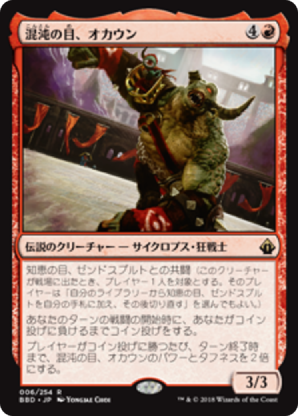 混沌の目、オカウン
伝説のクリーチャー — サイクロプス・狂戦士
知恵の目、ゼンドスプルトとの共闘（このクリーチャー
が戦場に出たとき、プレイヤー１人を対象とする。そのプレ
イヤーは「自分のライブラリーから知恵の目、ゼンドスプルト
を自分の手札に加え、その後切り直す」を選んでもよい。）
あなたのターンの戦闘の開始時に、あなたがコイン
投げに負けるまでコイン投げをする。
プレイヤーがコイン投げに勝つたび、ターン終了時
まで、混沌の目、オカウンのパワーとタフネスを２倍
にする。
3/3
006/254 R
BBD • JP YONGJAE CHOI
™ & © 2018 Wizards of the Coast